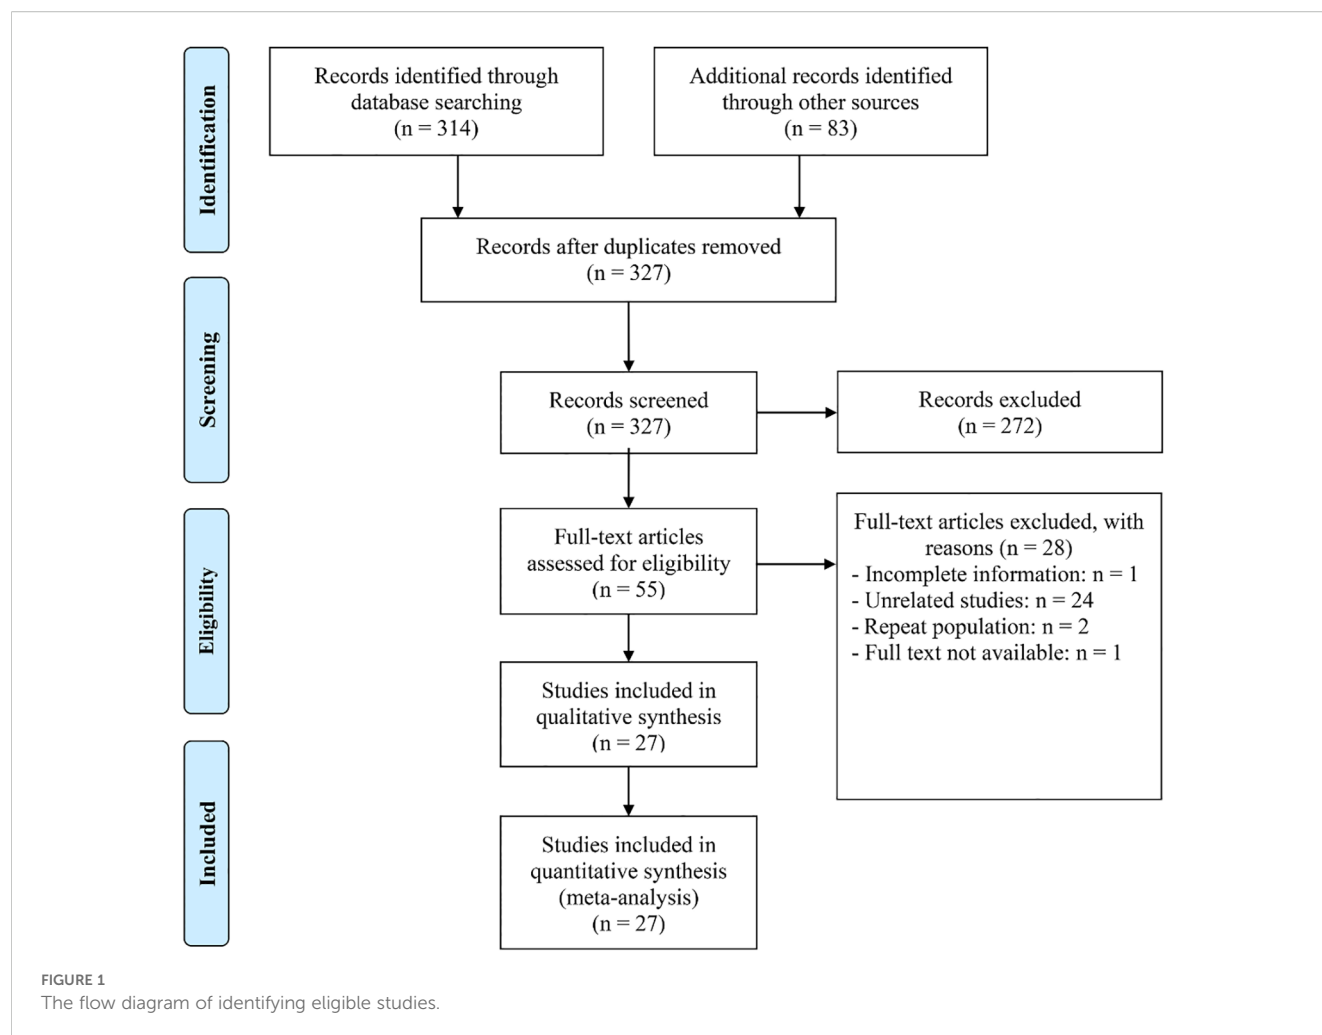 Identification
Records identified through
database searching
(n = 314)
Additional records identified
through other sources
(n = 83)
Records after duplicates removed
(n = 327)
Screening
Records screened
(n = 327)
Records excluded
(n = 272)
Eligibility
Full-text articles
assessed for eligibility
(n = 55)
Full-text articles excluded, with
reasons (n = 28)
- Incomplete information: n = 1
- Unrelated studies: n = 24
- Repeat population: n = 2
- Full text not available: n = 1
Studies included in
qualitative synthesis
(n = 27)
Included
Studies included in
quantitative synthesis
(meta-analysis)
(n = 27)
FIGURE 1
The flow diagram of identifying eligible studies.